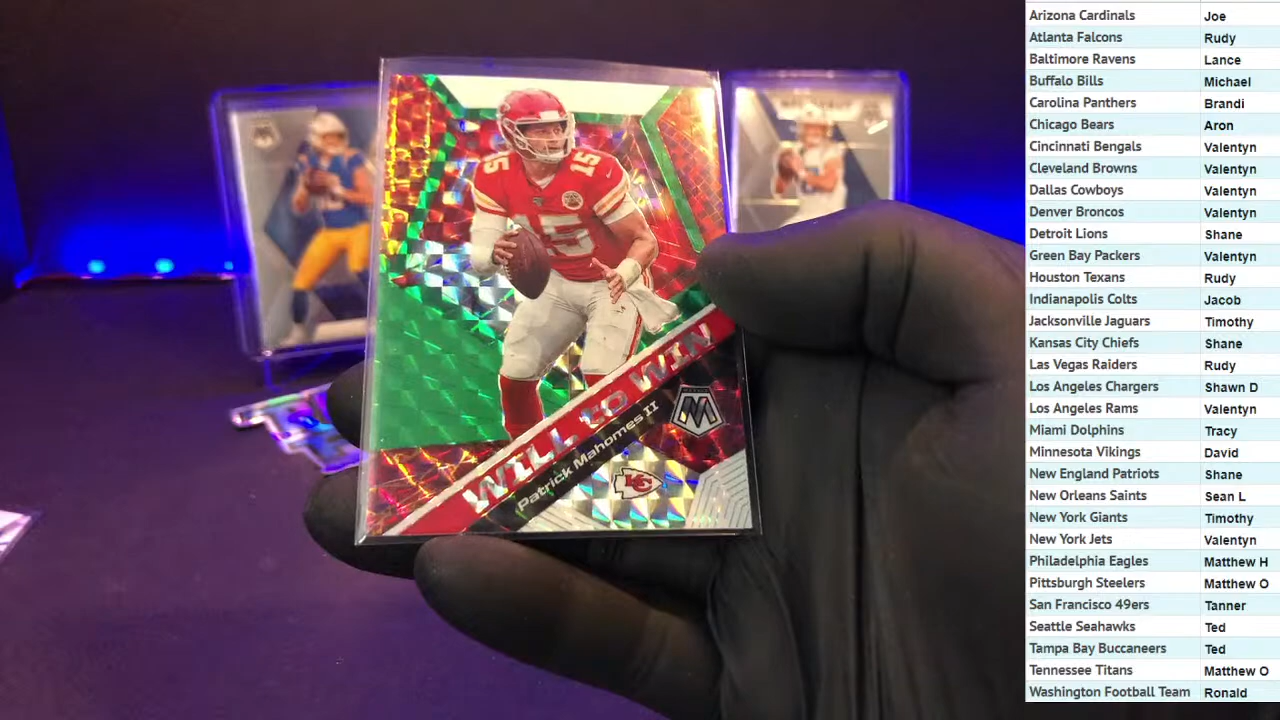 15
15
15
WILL TO WIN
Patrick Mahomes II
KC
Arizona Cardinals Joe
Atlanta Falcons Rudy
Baltimore Ravens Lance
Buffalo Bills Michael
Carolina Panthers Brandi
Chicago Bears Aron
Cincinnati Bengals Valentyn
Cleveland Browns Valentyn
Dallas Cowboys Valentyn
Denver Broncos Valentyn
Detroit Lions Shane
Green Bay Packers Valentyn
Houston Texans Rudy
Indianapolis Colts Jacob
Jacksonville Jaguars Timothy
Kansas City Chiefs Shane
Las Vegas Raiders Rudy
Los Angeles Chargers Shawn D
Los Angeles Rams Valentyn
Miami Dolphins Tracy
Minnesota Vikings David
New England Patriots Shane
New Orleans Saints Sean L
New York Giants Timothy
New York Jets Valentyn
Philadelphia Eagles Matthew H
Pittsburgh Steelers Matthew O
San Francisco 49ers Tanner
Seattle Seahawks Ted
Tampa Bay Buccaneers Ted
Tennessee Titans Matthew O
Washington Football Team Ronald